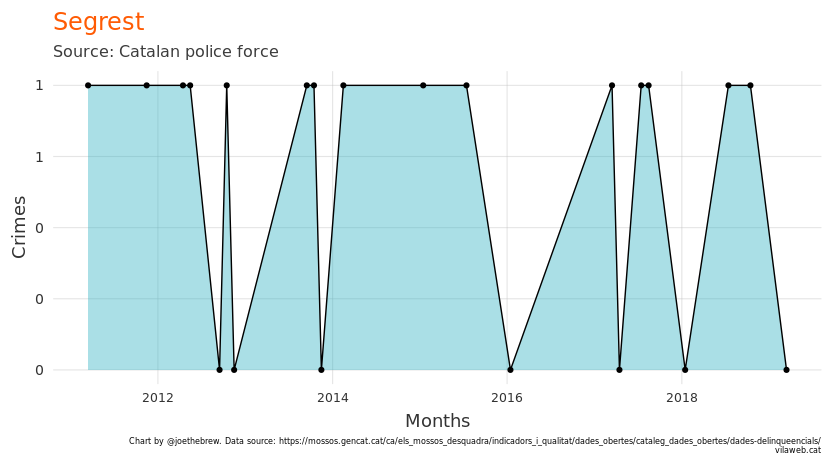 Segrest
Source: Catalan police force
1
1
0
0
0
Crimes
2012 2014 2016 2018
Months
Chart by @joethebrew. Data source: https://mossos.gencat.cat/ca/els_mossos_desquadra/indicadors_i_qualitat/dades_obertes/cataleg_dades_obertes/dades-delinqueencials/
vilaweb.cat